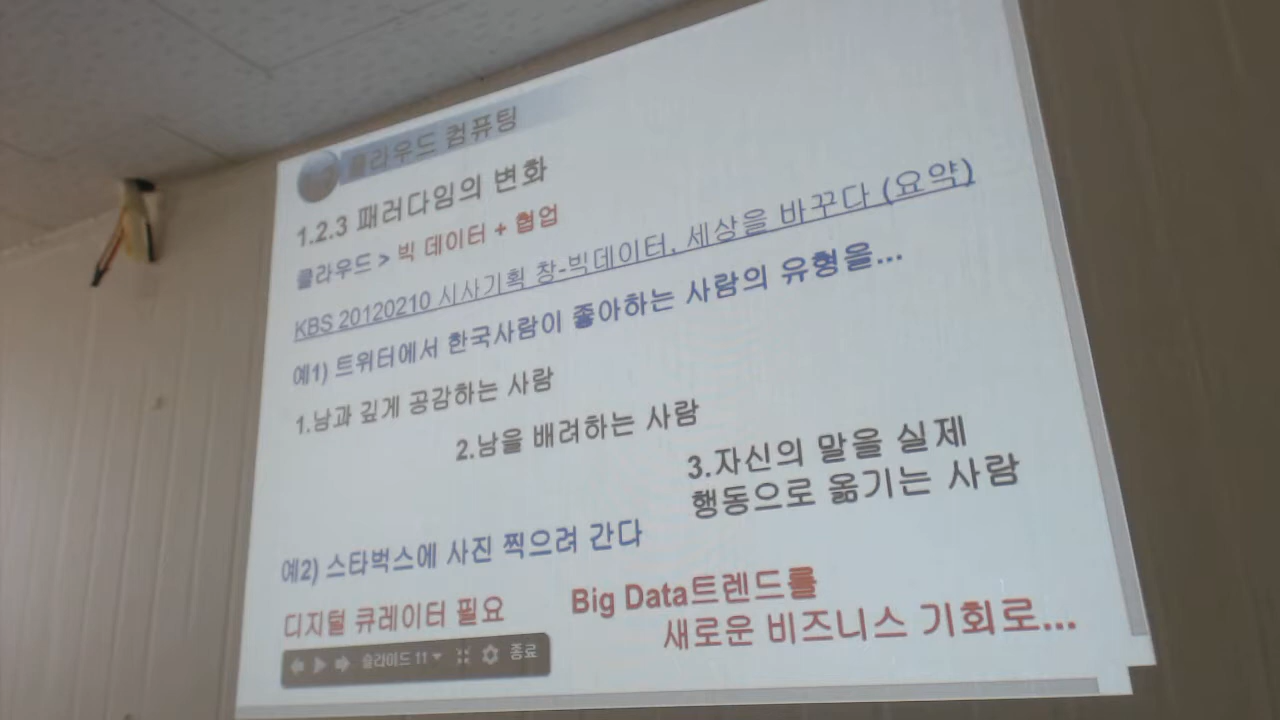 클라우드 컴퓨팅
1.2.3 패러다임의 변화
클라우드 > 빅 데이터 + 협업
KBS 20120210 시사기획 창-빅데이터, 세상을 바꾸다 (요약)
예1) 트위터에서 한국사람이 좋아하는 사람의 유형을...
1.남과 깊게 공감하는 사람
2.남을 배려하는 사람
3.자신의 말을 실제
행동으로 옮기는 사람
예2) 스타벅스에 사진 찍으려 간다
디지털 큐레이터 필요
Big Data트렌드를
새로운 비즈니스 기회로...
슬라이드 11 종료